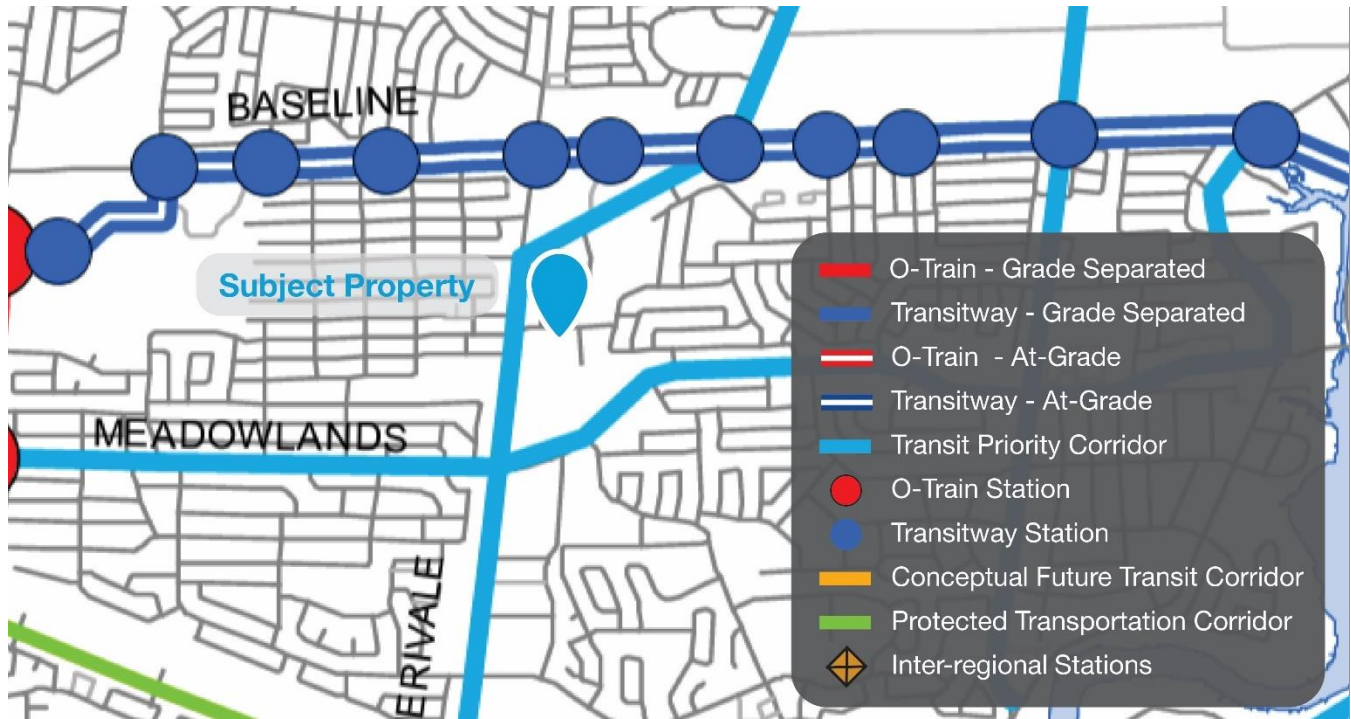 BASELINE
Subject Property
MEADOWLANDS
ERIVALE
O-Train - Grade Separated
Transitway - Grade Separated
O-Train - At-Grade
Transitway - At-Grade
Transit Priority Corridor
O-Train Station
Transitway Station
Conceptual Future Transit Corridor
Protected Transportation Corridor
Inter-regional Stations